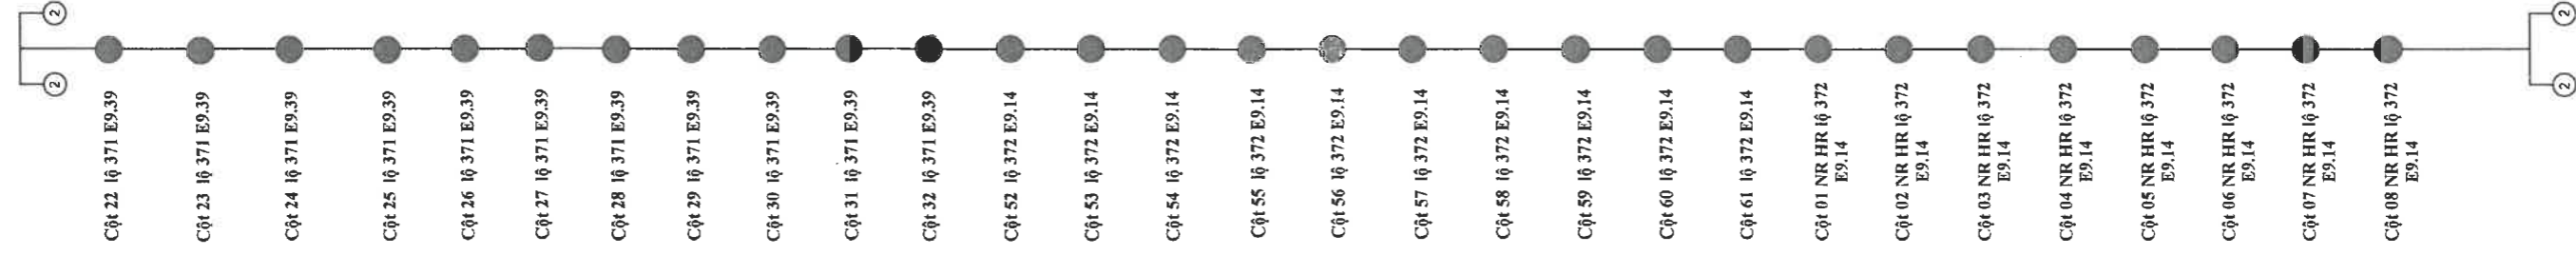 2
2
Cột 22 lộ 371 E9.39
Cột 23 lộ 371 E9.39
Cột 24 lộ 371 E9.39
Cột 25 lộ 371 E9.39
Cột 26 lộ 371 E9.39
Cột 27 lộ 371 E9.39
Cột 28 lộ 371 E9.39
Cột 29 lộ 371 E9.39
Cột 30 lộ 371 E9.39
Cột 31 lộ 371 E9.39
Cột 32 lộ 371 E9.39
Cột 52 lộ 372 E9.14
Cột 53 lộ 372 E9.14
Cột 54 lộ 372 E9.14
Cột 55 lộ 372 E9.14
Cột 56 lộ 372 E9.14
Cột 57 lộ 372 E9.14
Cột 58 lộ 372 E9.14
Cột 59 lộ 372 E9.14
Cột 60 lộ 372 E9.14
Cột 61 lộ 372 E9.14
Cột 01 NR HR lộ 372
E9.14
Cột 02 NR HR lộ 372
E9.14
Cột 03 NR HR lộ 372
E9.14
Cột 04 NR HR lộ 372
E9.14
Cột 05 NR HR lộ 372
E9.14
Cột 06 NR HR lộ 372
E9.14
Cột 07 NR HR lộ 372
E9.14
Cột 08 NR HR lộ 372
E9.14
2
2